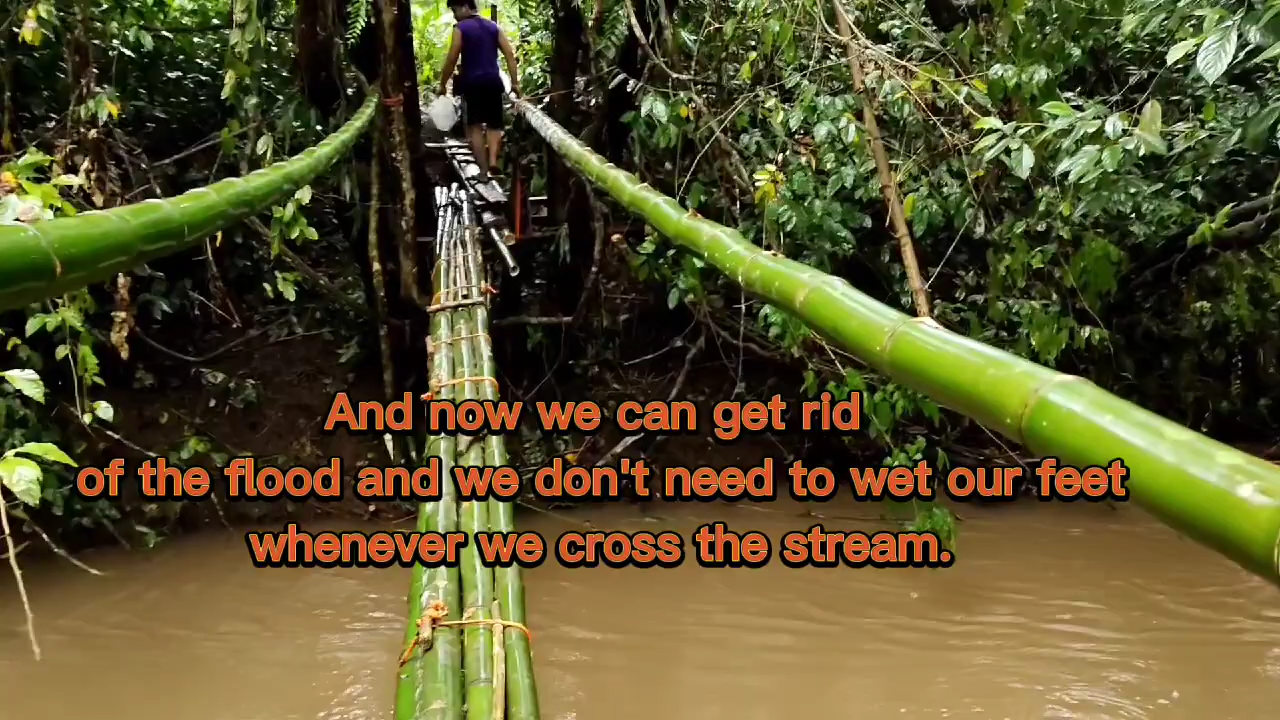 And now we can get rid
of the flood and we don't need to wet our feet
whenever we cross the stream.